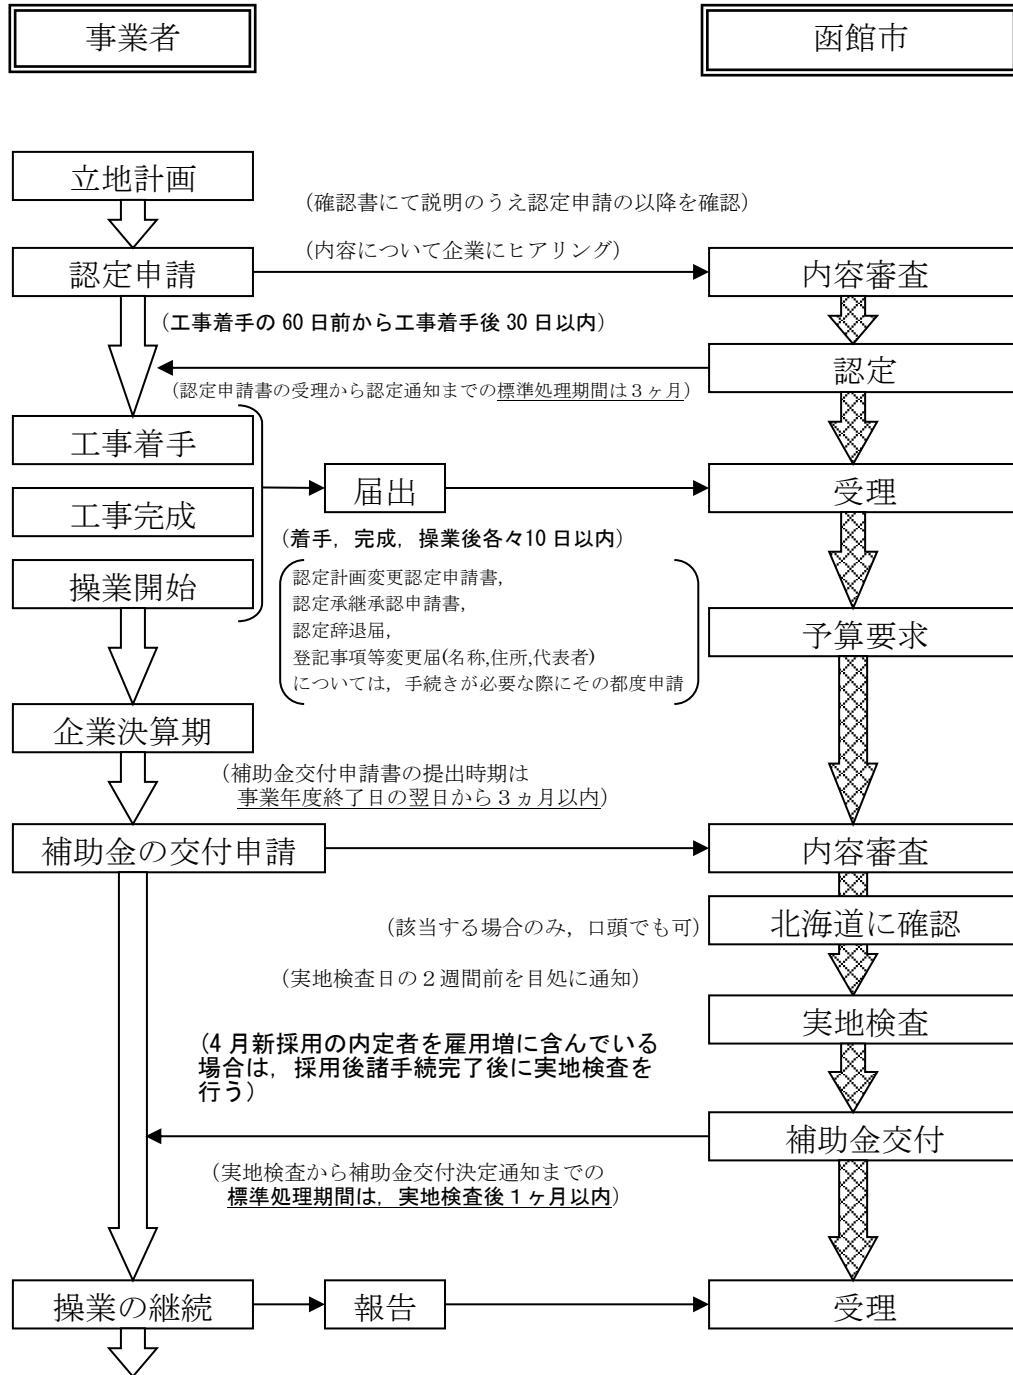 事業者
函館市
立地計画
(確認書にて説明のうえ認定申請の以降を確認)
(内容について企業にヒアリング)
認定申請
内容審査
(工事着手の 60 日前から工事着手後 30 日以内)
認定
(認定申請書の受理から認定通知までの標準処理期間は３ヶ月)
工事着手
届出
受理
工事完成
(着手，完成，操業後各々10 日以内)
操業開始
認定計画変更認定申請書，
認定承継承認申請書，
認定辞退届，
登記事項等変更届(名称,住所,代表者)
については，手続きが必要な際にその都度申請
予算要求
企業決算期
(補助金交付申請書の提出時期は
事業年度終了日の翌日から３ヵ月以内)
補助金の交付申請
内容審査
(該当する場合のみ，口頭でも可)
北海道に確認
(実地検査日の２週間前を目処に通知)
実地検査
(4 月新採用の内定者を雇用増に含んでいる
場合は，採用後諸手続完了後に実地検査を
行う)
補助金交付
(実地検査から補助金交付決定通知までの
標準処理期間は，実地検査後１ヶ月以内)
操業の継続
報告
受理